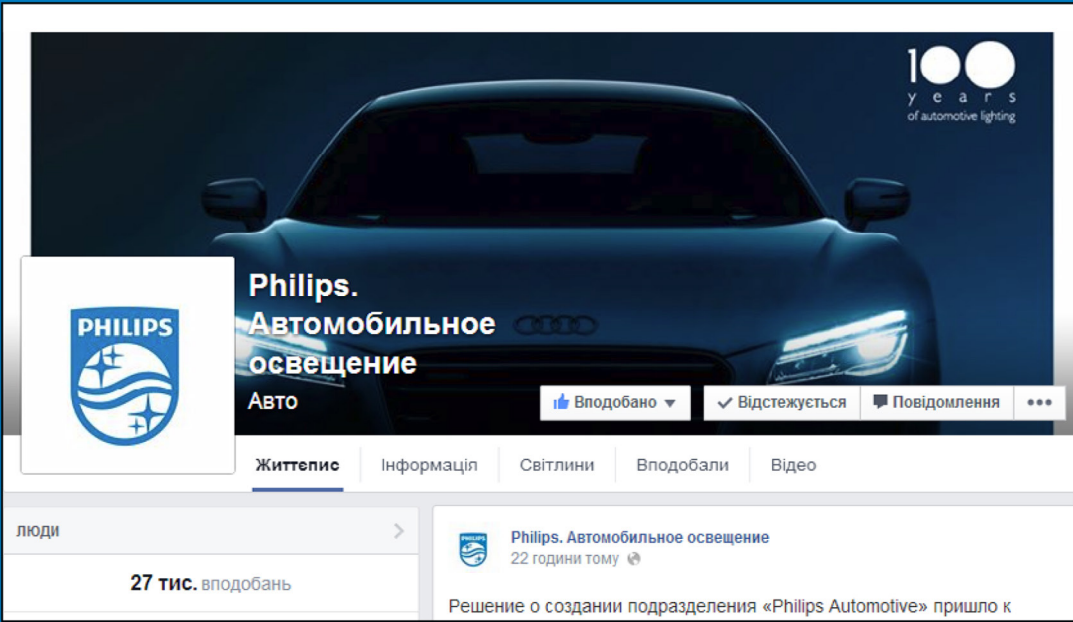 100
years
of automotive lighting
PHILIPS
Philips.
Автомобильное
освещение
Авто
Вподобано
Відстежується
Повідомлення
Життєпис
Інформація
Світлини
Вподобали
Відео
люди
27 тис. вподобань
PHILIPS
Philips. Автомобильное освещение
22 години тому
Решение о создании подразделения «Philips Automotive» пришло к